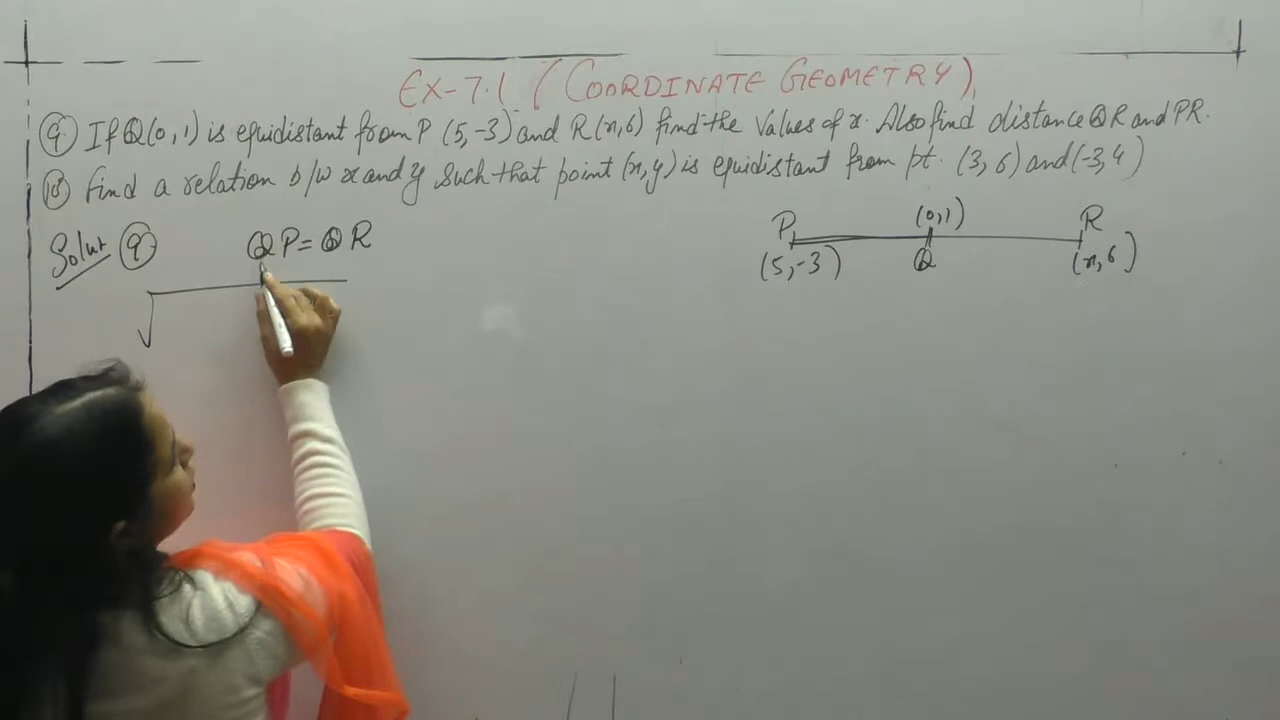 EX-7.1 (COORDINATE GEOMETRY),
9 If Q(0,1) is equidistant from P (5,-3) and R(x,6) find the values of x. Also find distance QR and PR.
10 Find a relation b/w x and y such that point (x,y) is equidistant from pt. (3, 6) and (-3,4)
Solut 9 QP = QR
P (0,1) R
(5,-3) Q (x,6)
√